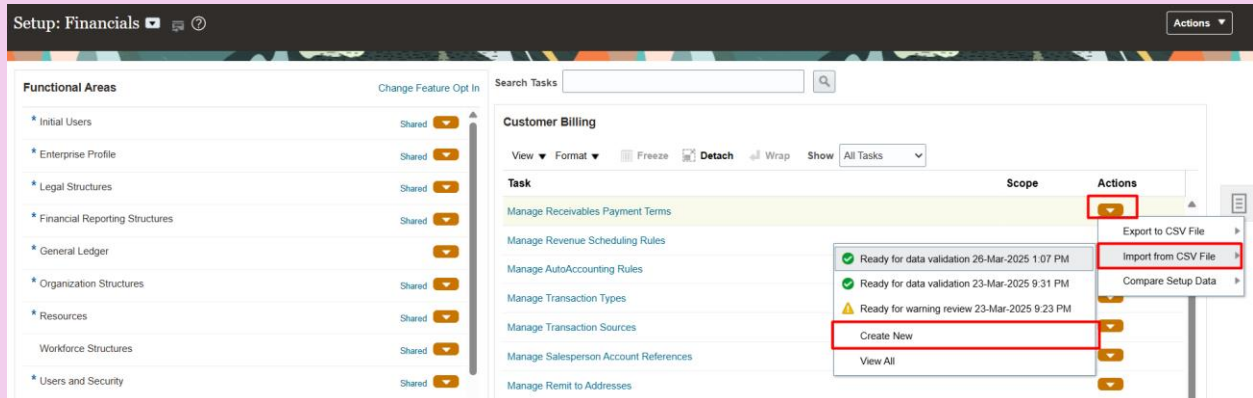 Setup: Financials
Actions
Functional Areas
Change Feature Opt In
* Initial Users
Shared
* Enterprise Profile
Shared
* Legal Structures
Shared
* Financial Reporting Structures
Shared
* General Ledger
* Organization Structures
Shared
* Resources
Shared
Workforce Structures
Shared
* Users and Security
Shared
Search Tasks
Customer Billing
View Format Freeze Detach Wrap Show All Tasks
Task Scope Actions
Manage Receivables Payment Terms
Manage Revenue Scheduling Rules
Manage AutoAccounting Rules
Manage Transaction Types
Manage Transaction Sources
Manage Salesperson Account References
Manage Remit to Addresses
Export to CSV File
Import from CSV File
Compare Setup Data
Ready for data validation 26-Mar-2025 1:07 PM
Ready for data validation 23-Mar-2025 9:31 PM
Ready for warning review 23-Mar-2025 9:23 PM
Create New
View All